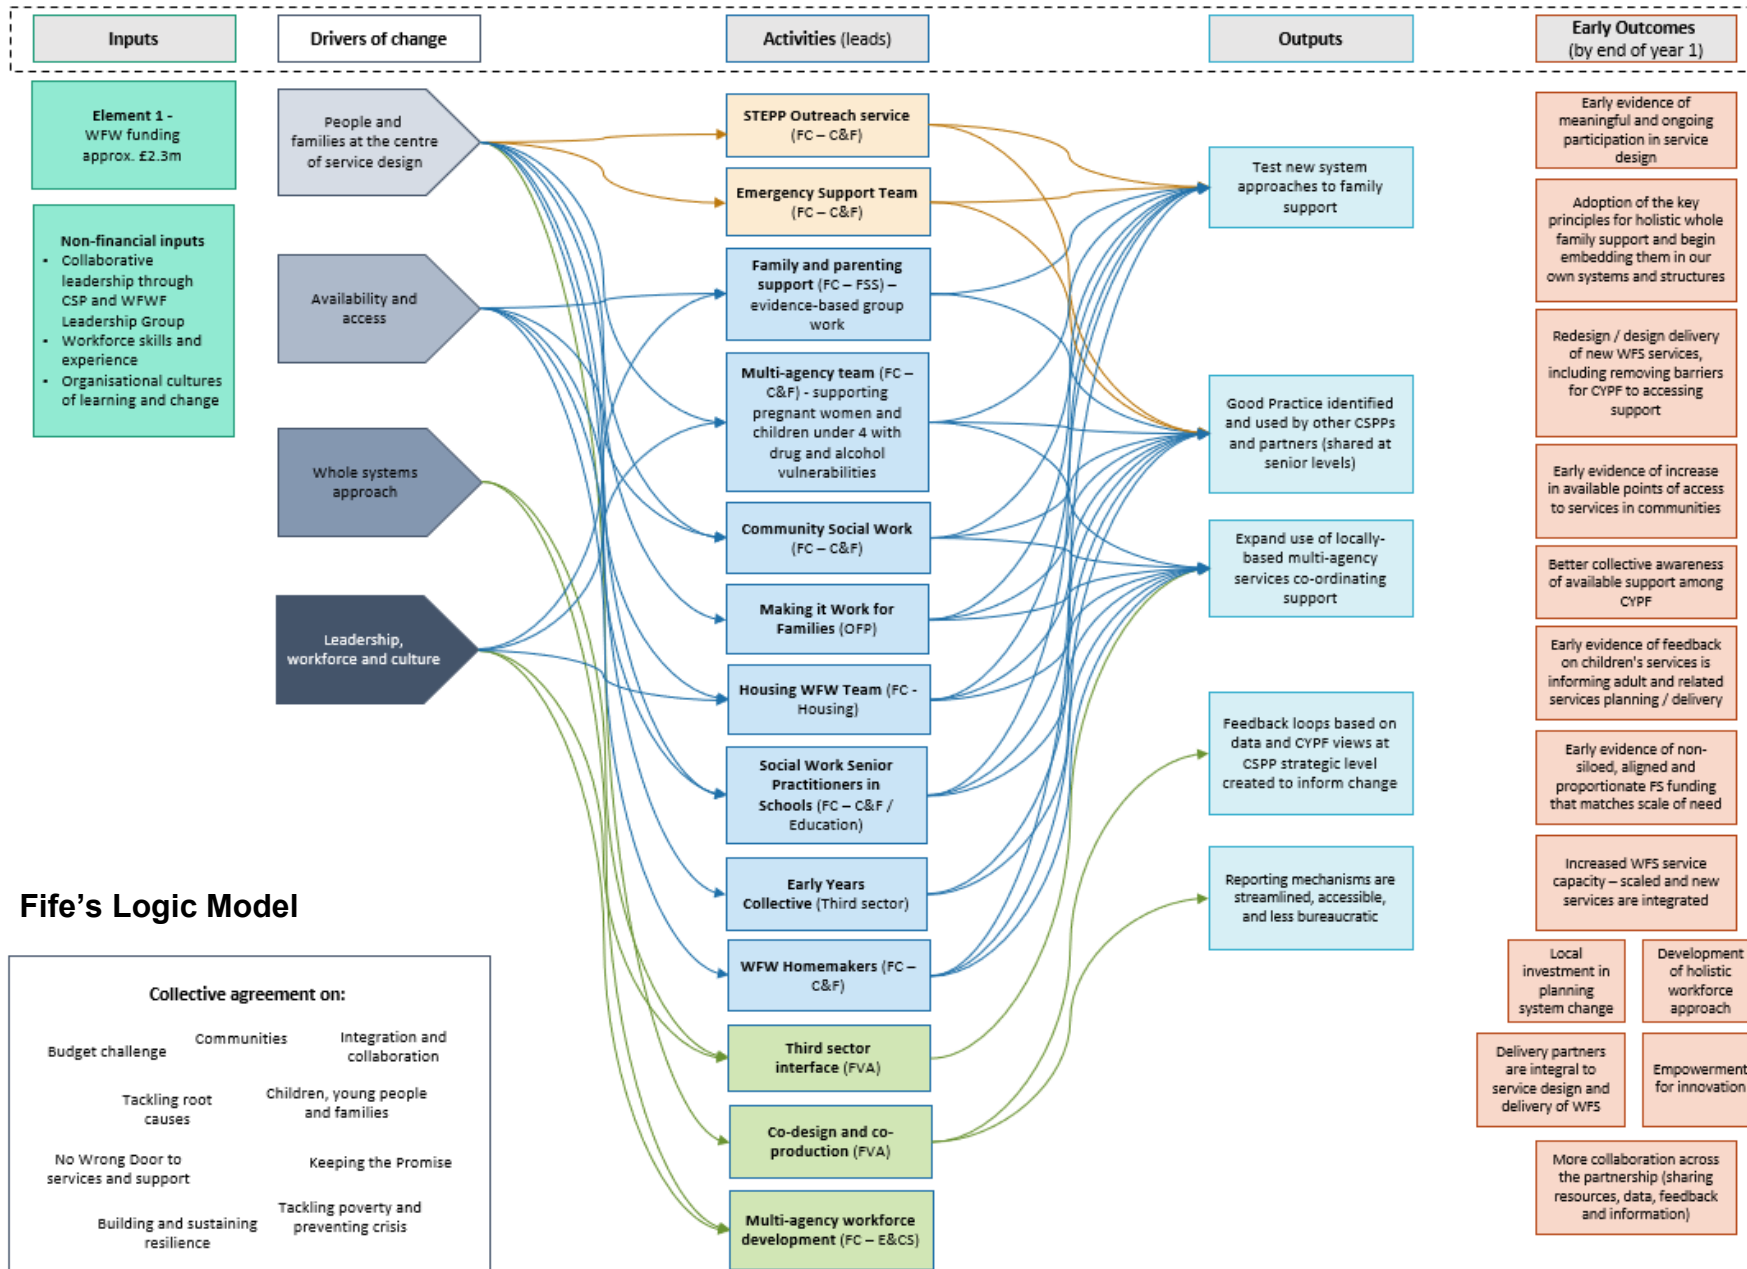 Inputs
Drivers of change
Activities (leads)
Outputs
Early Outcomes
(by end of year 1)
Element 1 -
WFW funding
approx. £2.3m
Non-financial inputs
• Collaborative
leadership through
CSP and WFWF
Leadership Group
• Workforce skills and
experience
• Organisational cultures
of learning and change
People and
families at the centre
of service design
Availability and
access
Whole systems
approach
Leadership,
workforce and culture
STEPP Outreach service
(FC – C&F)
Emergency Support Team
(FC – C&F)
Family and parenting
support (FC – FSS) –
evidence-based group
work
Multi-agency team (FC –
C&F) - supporting
pregnant women and
children under 4 with
drug and alcohol
vulnerabilities
Community Social Work
(FC – C&F)
Making it Work for
Families (OFP)
Housing WFW Team (FC -
Housing)
Social Work Senior
Practitioners in
Schools (FC – C&F /
Education)
Early Years
Collective (Third sector)
WFW Homemakers (FC –
C&F)
Third sector
interface (FVA)
Co-design and co-
production (FVA)
Multi-agency workforce
development (FC – E&CS)
Test new system
approaches to family
support
Good Practice identified
and used by other CSPPs
and partners (shared at
senior levels)
Expand use of locally-
based multi-agency
services co-ordinating
support
Feedback loops based on
data and CYPF views at
CSPP strategic level
created to inform change
Reporting mechanisms are
streamlined, accessible,
and less bureaucratic
Early evidence of
meaningful and ongoing
participation in service
design
Adoption of the key
principles for holistic whole
family support and begin
embedding them in our
own systems and structures
Redesign / design delivery
of new WFS services,
including removing barriers
for CYPF to accessing
support
Early evidence of increase
in available points of access
to services in communities
Better collective awareness
of available support among
CYPF
Early evidence of feedback
on children's services is
informing adult and related
services planning / delivery
Early evidence of non-
siloed, aligned and
proportionate FS funding
that matches scale of need
Increased WFS service
capacity – scaled and new
services are integrated
Local
investment in
planning
system change
Development
of holistic
workforce
approach
Delivery partners
are integral to
service design and
delivery of WFS
Empowerment
for innovation
More collaboration across
the partnership (sharing
resources, data, feedback
and information)
Fife’s Logic Model
Collective agreement on:
Budget challenge
Communities
Integration and
collaboration
Tackling root
causes
Children, young people
and families
No Wrong Door to
services and support
Keeping the Promise
Building and sustaining
resilience
Tackling poverty and
preventing crisis